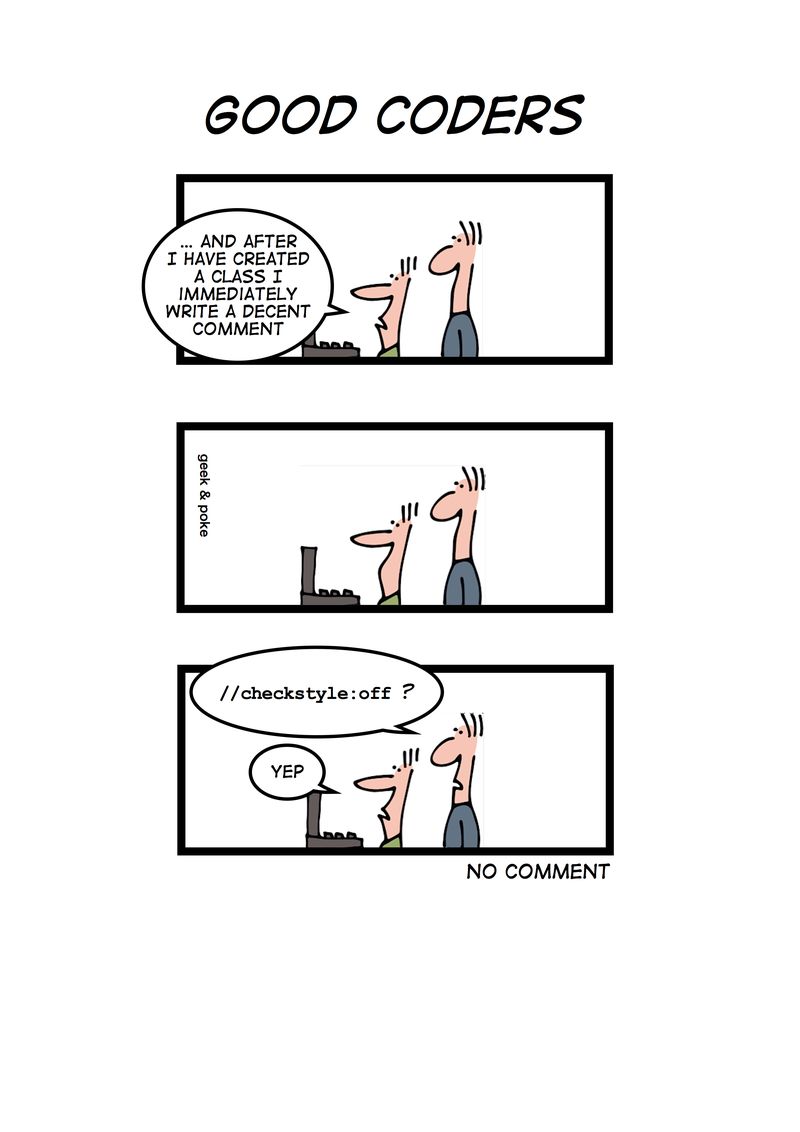 GOOD CODERS
... AND AFTER
I HAVE CREATED
A CLASS I
IMMEDIATELY
WRITE A DECENT
COMMENT
geek & poke
//checkstyle:off ?
YEP
NO COMMENT